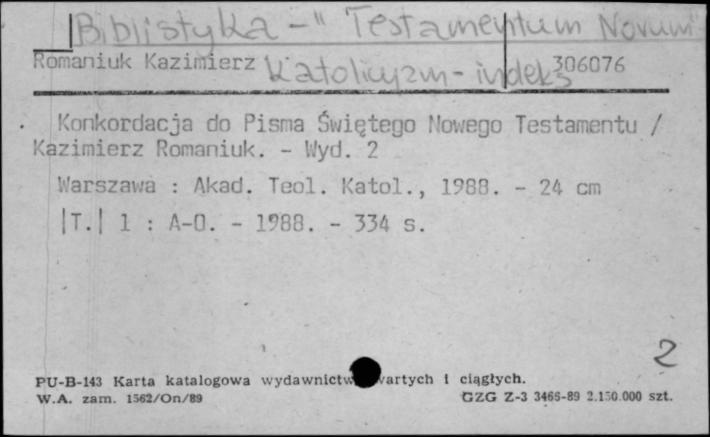 Biblistyka - "Testamentum Novum"
Romaniuk Kazimierz Katolicyzm - indeks 306076
Konkordacja do Pisma Świętego Nowego Testamentu /
Kazimierz Romaniuk. - Wyd. 2
Warszawa : Akad. Teol. Katol., 1988. - 24 cm
|T.| 1 : A-O. - 1988. - 334 s.
2
PU-B-143 Karta katalogowa wydawnictw wartych i ciągłych.
W.A. zam. 1562/On/89 GZG Z-3 3466-89 2.150.000 szt.